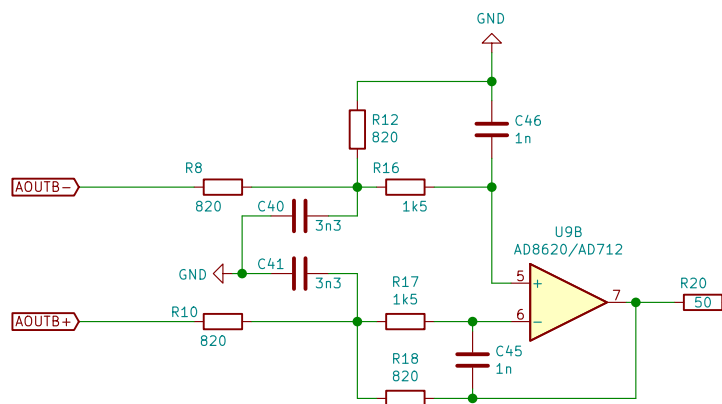 GND
R12
820
C46
1n
R8
R16
AOUTB-
820
1k5
C40
3n3
U9B
AD8620/AD712
GND
C41
3n3
R17
1k5
5
+
R20
7
50
AOUTB+
R10
820
6
-
R18
820
C45
1n